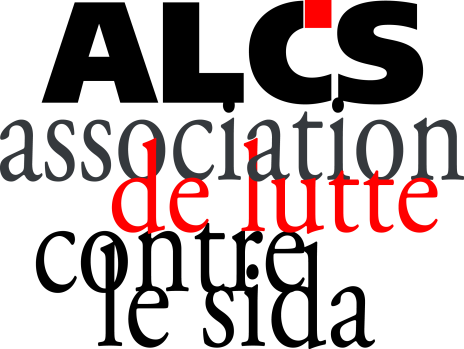 ALCS
association
de lutte
contre
le sida